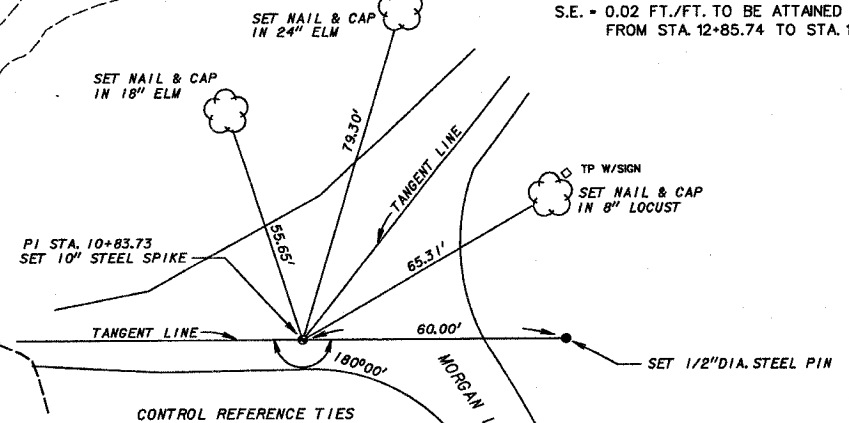 SET NAIL & CAP
IN 24" ELM
S.E. = 0.02 FT./FT. TO BE ATTAINED
FROM STA. 12+85.74 TO STA. 1
SET NAIL & CAP
IN 18" ELM
79.30'
TANGENT LINE
TP W/SIGN
SET NAIL & CAP
IN 8" LOCUST
55.65'
65.31'
PI STA. 10+83.73
SET 10" STEEL SPIKE
TANGENT LINE
60.00'
180°00'
MORGAN
SET 1/2" DIA. STEEL PIN
CONTROL REFERENCE TIES